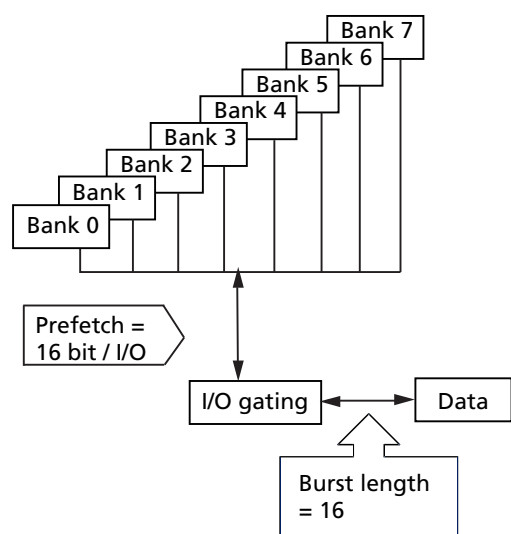 Bank 7
Bank 6
Bank 5
Bank 4
Bank 3
Bank 2
Bank 1
Bank 0
Prefetch =
16 bit / I/O
I/O gating
Data
Burst length
= 16